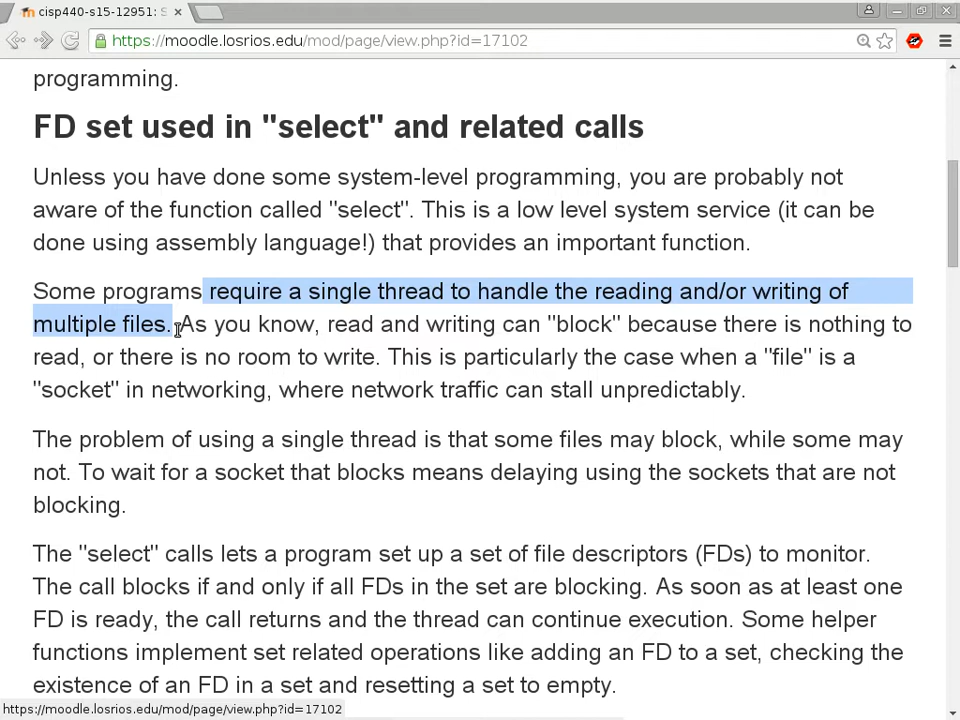 cisp440-s15-12951: S
https://moodle.losrios.edu/mod/page/view.php?id=17102
programming.
FD set used in "select" and related calls
Unless you have done some system-level programming, you are probably not
aware of the function called "select". This is a low level system service (it can be
done using assembly language!) that provides an important function.
Some programs require a single thread to handle the reading and/or writing of
multiple files. As you know, read and writing can "block" because there is nothing to
read, or there is no room to write. This is particularly the case when a "file" is a
"socket" in networking, where network traffic can stall unpredictably.
The problem of using a single thread is that some files may block, while some may
not. To wait for a socket that blocks means delaying using the sockets that are not
blocking.
The "select" calls lets a program set up a set of file descriptors (FDs) to monitor.
The call blocks if and only if all FDs in the set are blocking. As soon as at least one
FD is ready, the call returns and the thread can continue execution. Some helper
functions implement set related operations like adding an FD to a set, checking the
existence of an FD in a set and resetting a set to empty.
https://moodle.losrios.edu/mod/page/view.php?id=17102